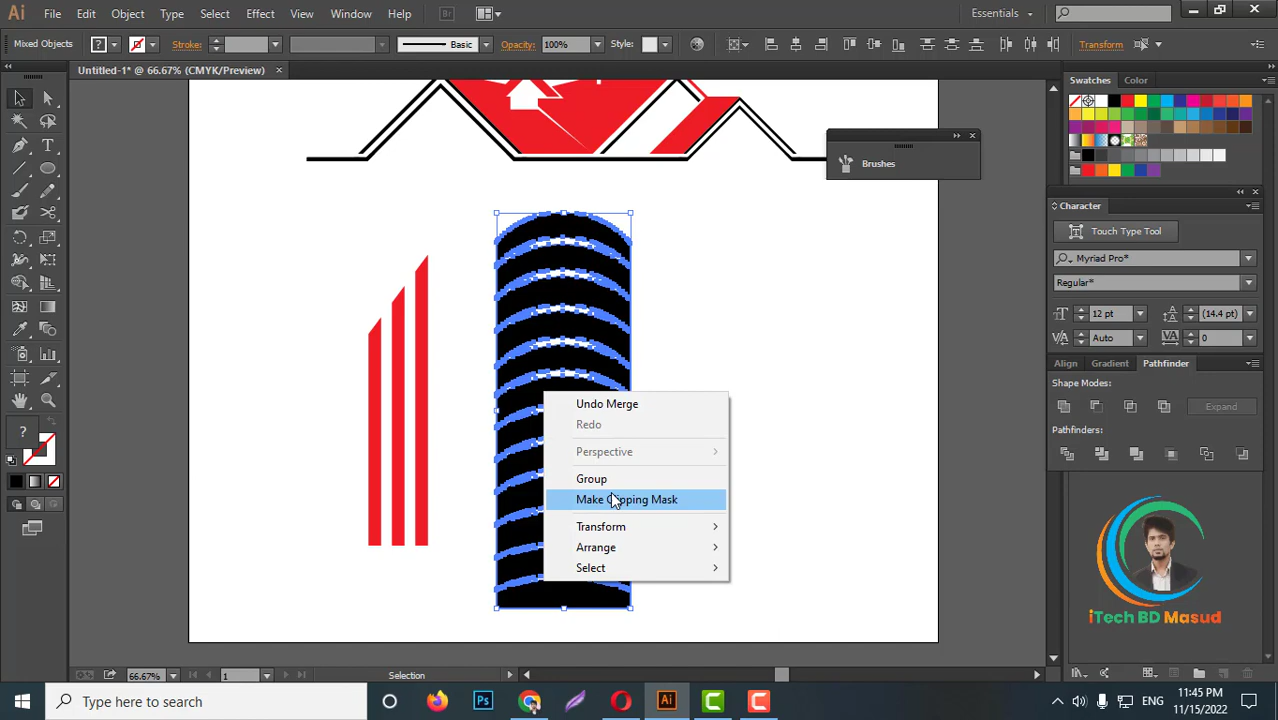 Ai File Edit Object Type Select Effect View Window Help Br Essentials
Mixed Objects ? Stroke: Basic Opacity: 100% Style: Transform
Untitled-1* @ 66.67% (CMYK/Preview) ×
Swatches Color
Brushes
Character
Touch Type Tool
Myriad Pro*
Regular*
12 pt (14.4 pt)
Auto 0
Align Gradient Pathfinder
Shape Modes:
Expand
Pathfinders:
Undo Merge
Redo
Perspective
Group
Make Clipping Mask
Transform
Arrange
Select
?
iTech BD Masud
66.67% 1 Selection
Type here to search
Ps Ai C C ENG 11:45 PM
11/15/2022